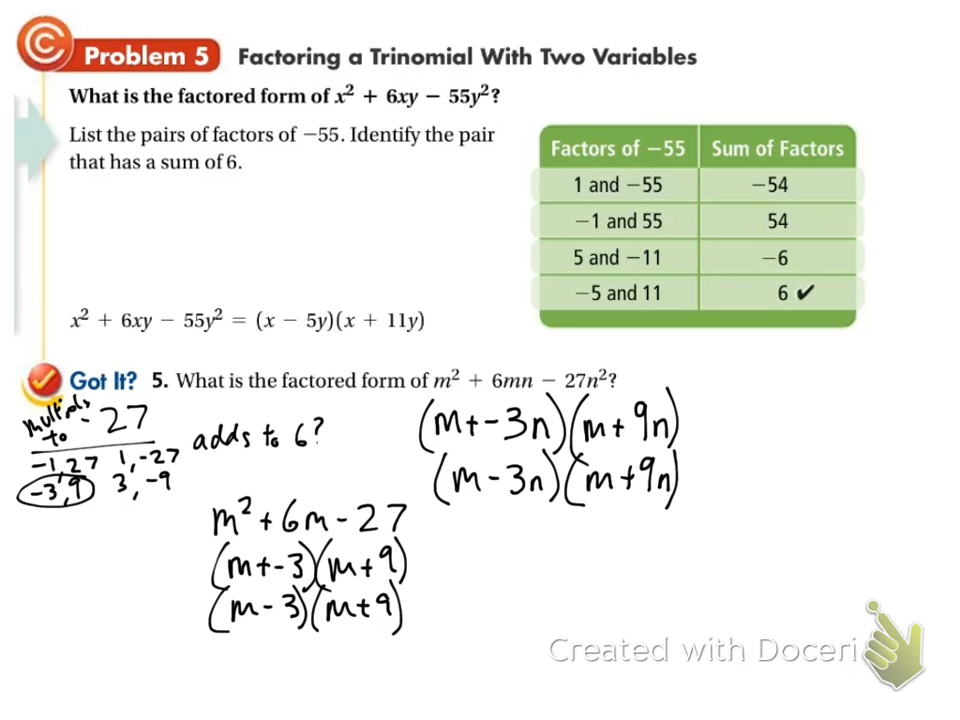 © Problem 5 Factoring a Trinomial With Two Variables
What is the factored form of x² + 6xy − 55y²?
List the pairs of factors of −55. Identify the pair
that has a sum of 6.
Factors of −55 Sum of Factors
1 and −55 −54
−1 and 55 54
5 and −11 −6
−5 and 11 6 ✔
x² + 6xy − 55y² = (x − 5y)(x + 11y)
Got It? 5. What is the factored form of m² + 6mn − 27n²?
multiply
to
-27
-1,27 1,-27
-3,9 3,-9
adds to 6?
m² + 6m - 27
(m+-3)(m+9)
(m-3)(m+9)
(m+-3n)(m+9n)
(m-3n)(m+9n)
Created with Doceri